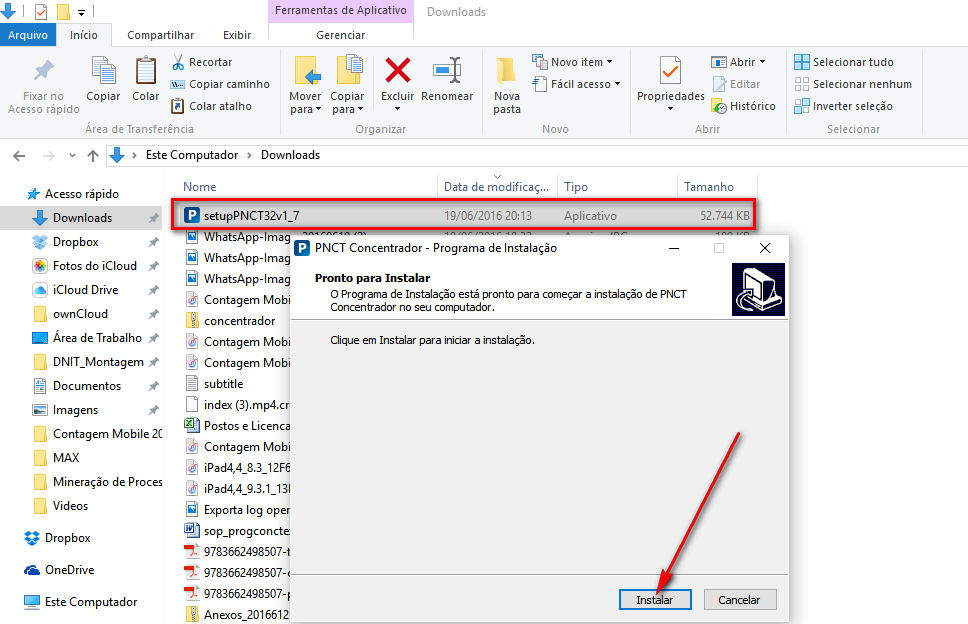 Ferramentas de Aplicativo
Downloads
Arquivo
Início
Compartilhar
Exibir
Gerenciar
Fixar no
Acesso rápido
Copiar
Colar
Recortar
Copiar caminho
Colar atalho
Área de Transferência
Mover
para
Copiar
para
Excluir
Renomear
Organizar
Nova
pasta
Novo item
Fácil acesso
Novo
Propriedades
Abrir
Editar
Histórico
Abrir
Selecionar tudo
Selecionar nenhum
Inverter seleção
Selecionar
Este Computador > Downloads
Nome
Data de modificaç...
Tipo
Tamanho
Acesso rápido
Downloads
Dropbox
Fotos do iCloud
iCloud Drive
ownCloud
Área de Trabalho
DNIT_Montagem
Documentos
Imagens
Contagem Mobile 20
MAX
Mineração de Proces
Videos
Dropbox
OneDrive
Este Computador
setupPNCT32v1_7 19/06/2016 20:13 Aplicativo 52.744 KB
WhatsApp-Imag
WhatsApp-Imag
WhatsApp-Imag
Contagem Mobi
concentrador
Contagem Mobi
Contagem Mobi
subtitle
index (3).mp4.cr
Postos e Licenca
Contagem Mobi
iPad4,4_8.3_12F6
iPad4,4_9.3.1_13
Exporta log oper
sop_progconcte
9783662498507-t
9783662498507-c
9783662498507-p
Anexos_2016612
PNCT Concentrador - Programa de Instalação
Pronto para Instalar
O Programa de Instalação está pronto para começar a instalação de PNCT
Concentrador no seu computador.
Clique em Instalar para iniciar a instalação.
Instalar
Cancelar